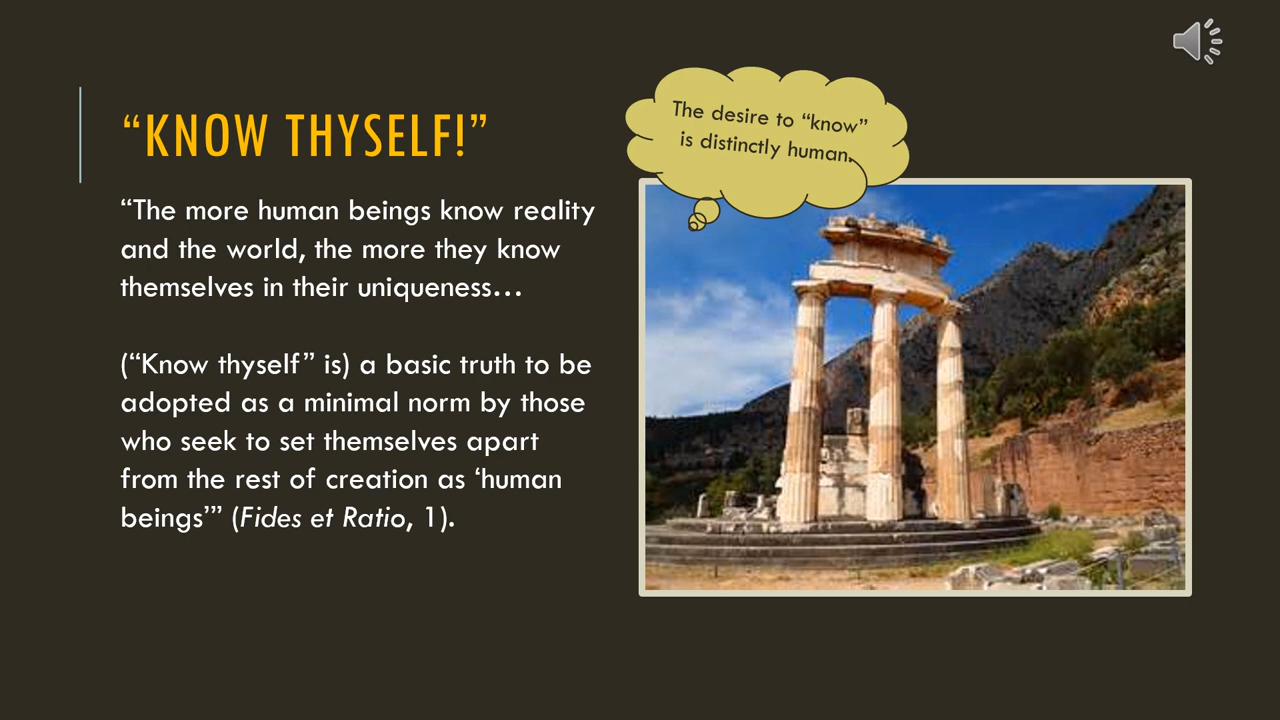 “KNOW THYSELF!”
“The more human beings know reality
and the world, the more they know
themselves in their uniqueness…
(“Know thyself” is) a basic truth to be
adopted as a minimal norm by those
who seek to set themselves apart
from the rest of creation as ‘human
beings’” (Fides et Ratio, 1).
The desire to “know”
is distinctly human.